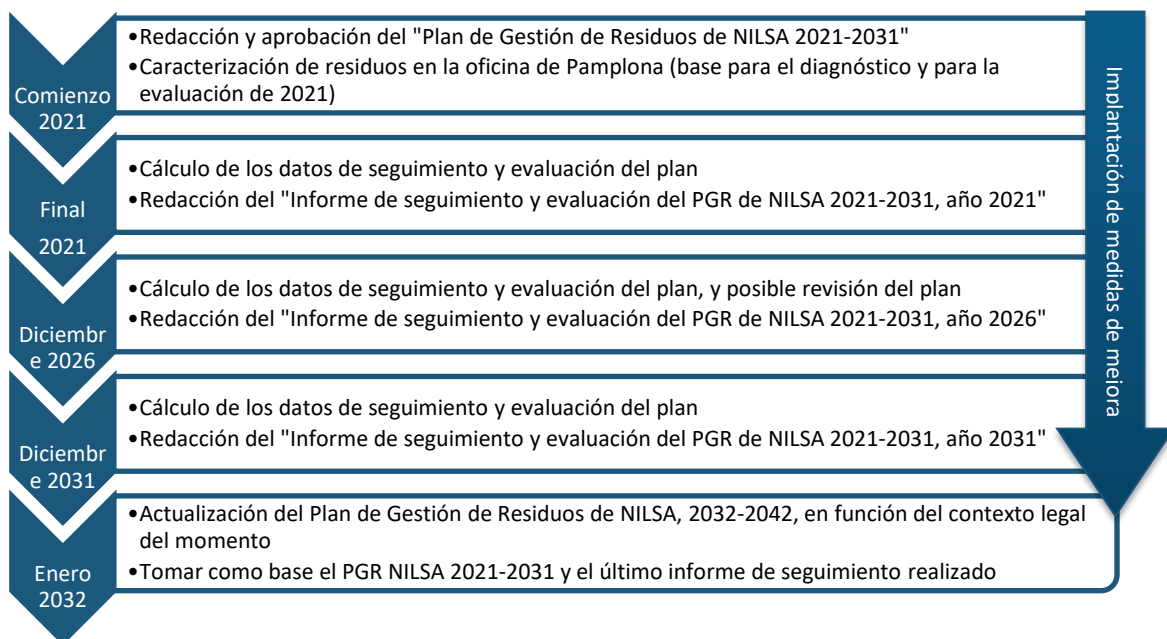 Comienzo
2021
•Redacción y aprobación del "Plan de Gestión de Residuos de NILSA 2021-2031"
•Caracterización de residuos en la oficina de Pamplona (base para el diagnóstico y para la
evaluación de 2021)
Final
2021
•Cálculo de los datos de seguimiento y evaluación del plan
•Redacción del "Informe de seguimiento y evaluación del PGR de NILSA 2021-2031, año 2021"
Diciembr
e 2026
•Cálculo de los datos de seguimiento y evaluación del plan, y posible revisión del plan
•Redacción del "Informe de seguimiento y evaluación del PGR de NILSA 2021-2031, año 2026"
Diciembr
e 2031
•Cálculo de los datos de seguimiento y evaluación del plan
•Redacción del "Informe de seguimiento y evaluación del PGR de NILSA 2021-2031, año 2031"
Enero
2032
•Actualización del Plan de Gestión de Residuos de NILSA, 2032-2042, en función del contexto legal
del momento
•Tomar como base el PGR NILSA 2021-2031 y el último informe de seguimiento realizado
Implantación de medidas de mejora